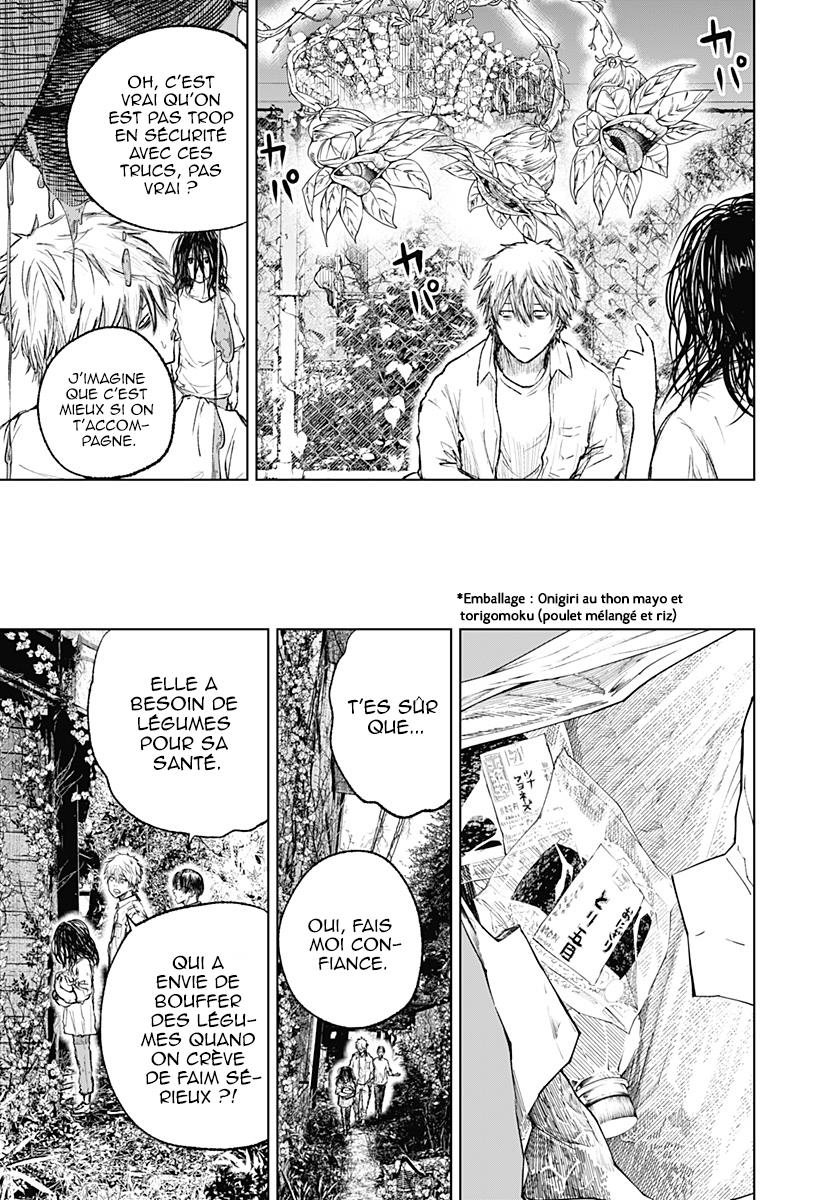 カパ
カパ
カパ
OH, C'EST
VRAI QU'ON
EST PAS TROP
EN SÉCURITÉ
AVEC CES
TRUCS, PAS
VRAI ?
J'IMAGINE
QUE C'EST
MIEUX SI ON
T'ACCOM-
PAGNE.
*Emballage : Onigiri au thon mayo et
torigomoku (poulet mélangé et riz)
ツナ
マヨネーズ
おにぎり
とり五目
T'ES SÛR
QUE...
OUI, FAIS
MOI CON-
FIANCE.
ELLE A
BESOIN DE
LÉGUMES
POUR SA
SANTÉ.
QUI A
ENVIE DE
BOUFFER
DES LÉGU-
MES QUAND
ON CRÈVE
DE FAIM SÉ-
RIEUX ?!